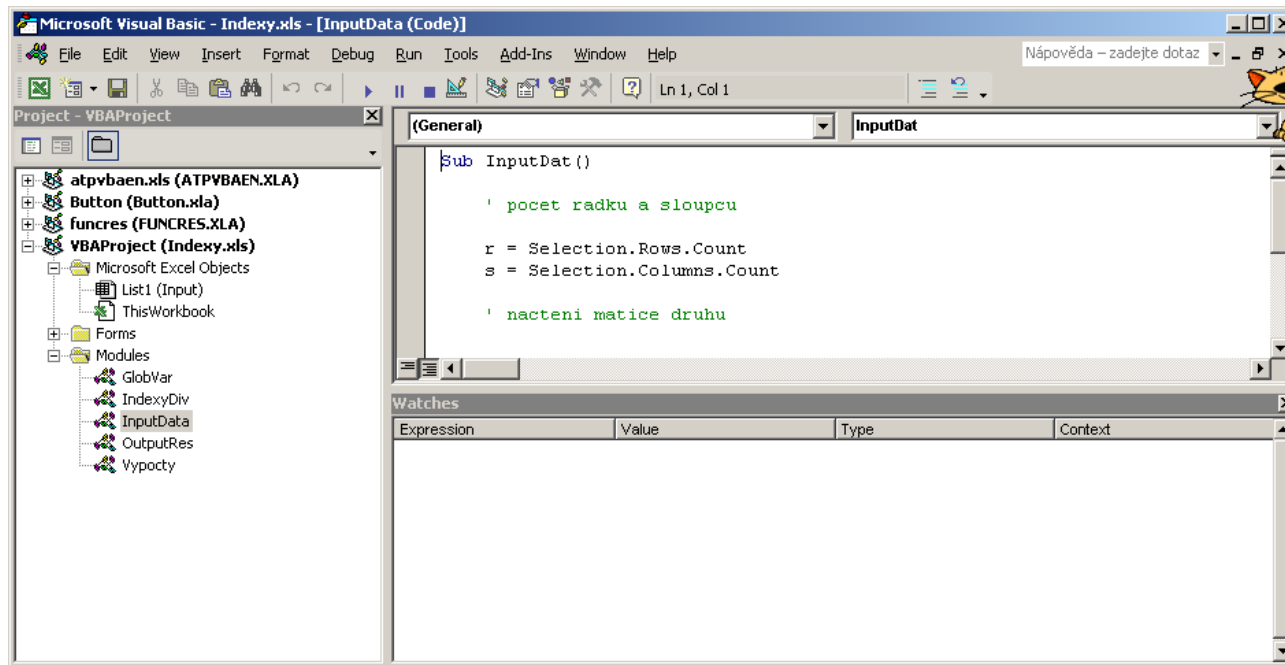 Microsoft Visual Basic - Indexy.xls - [InputData (Code)]
File Edit View Insert Format Debug Run Tools Add-Ins Window Help
Nápověda – zadejte dotaz
Ln 1, Col 1
Project - VBAProject
atpvbaen.xls (ATPVBAEN.XLA)
Button (Button.xla)
funcres (FUNCRES.XLA)
VBAProject (Indexy.xls)
Microsoft Excel Objects
List1 (Input)
ThisWorkbook
Forms
Modules
GlobVar
IndexyDiv
InputData
OutputRes
Vypocty
(General)
InputDat
Sub InputDat()
' pocet radku a sloupcu
r = Selection.Rows.Count
s = Selection.Columns.Count
' nacteni matice druhu
Watches
Expression Value Type Context